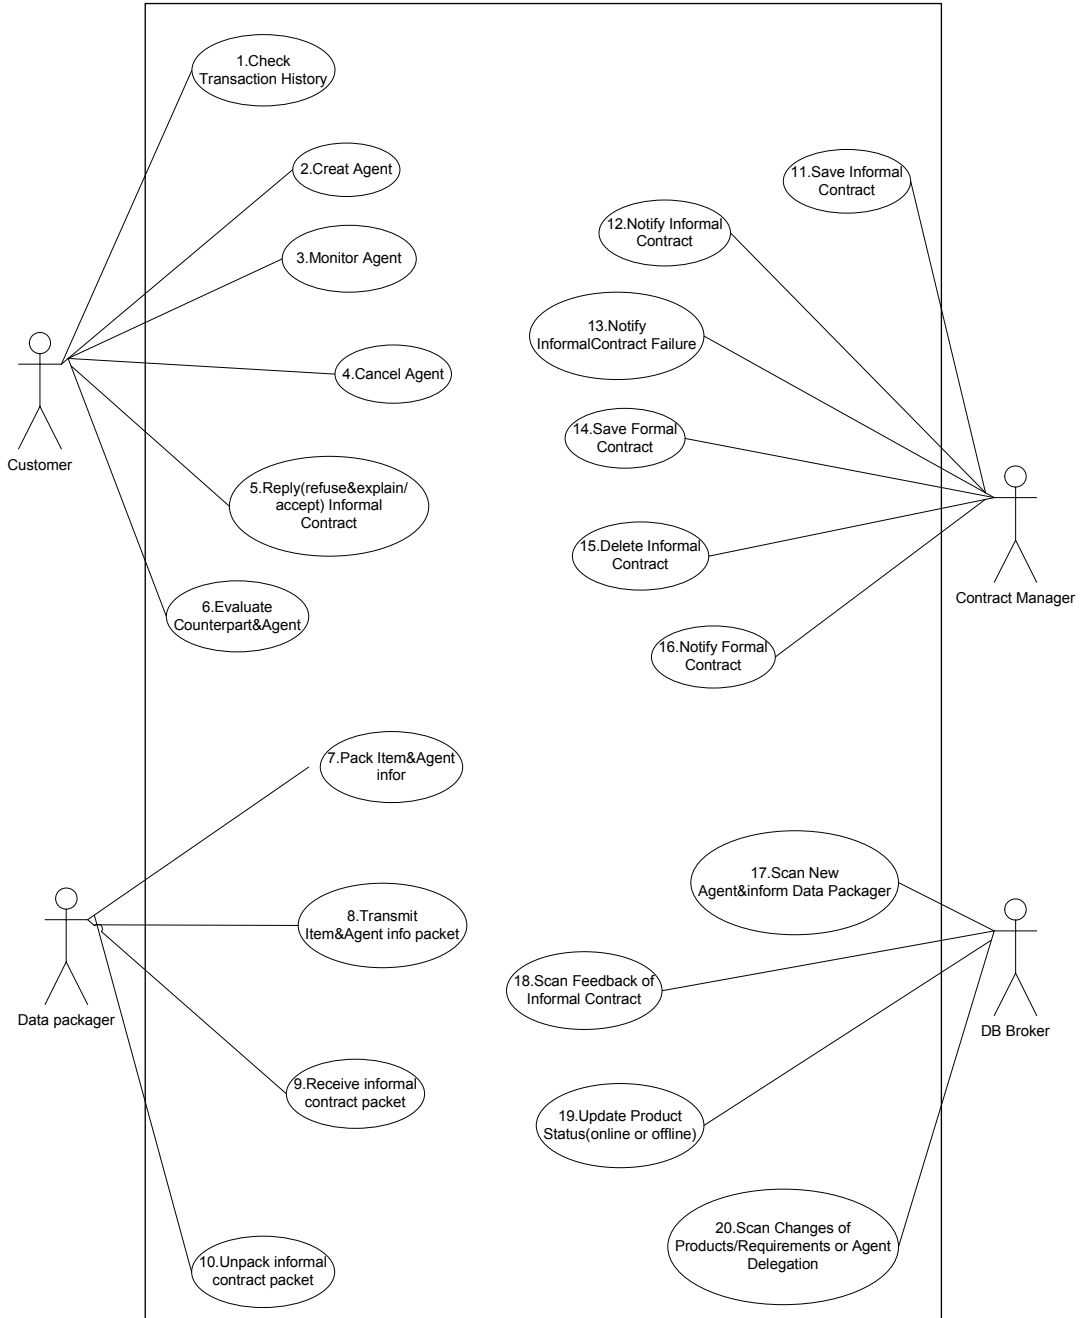 1.Check
Transaction History
2.Creat Agent
3.Monitor Agent
4.Cancel Agent
Customer
5.Reply(refuse&explain/
accept) Informal
Contract
6.Evaluate
Counterpart&Agent
11.Save Informal
Contract
12.Notify Informal
Contract
13.Notify
InformalContract Failure
14.Save Formal
Contract
15.Delete Informal
Contract
Contract Manager
16.Notify Formal
Contract
7.Pack Item&Agent
infor
8.Transmit
Item&Agent info packet
Data packager
9.Receive informal
contract packet
10.Unpack informal
contract packet
17.Scan New
Agent&inform Data Packager
18.Scan Feedback of
Informal Contract
DB Broker
19.Update Product
Status(online or offline)
20.Scan Changes of
Products/Requirements or Agent
Delegation